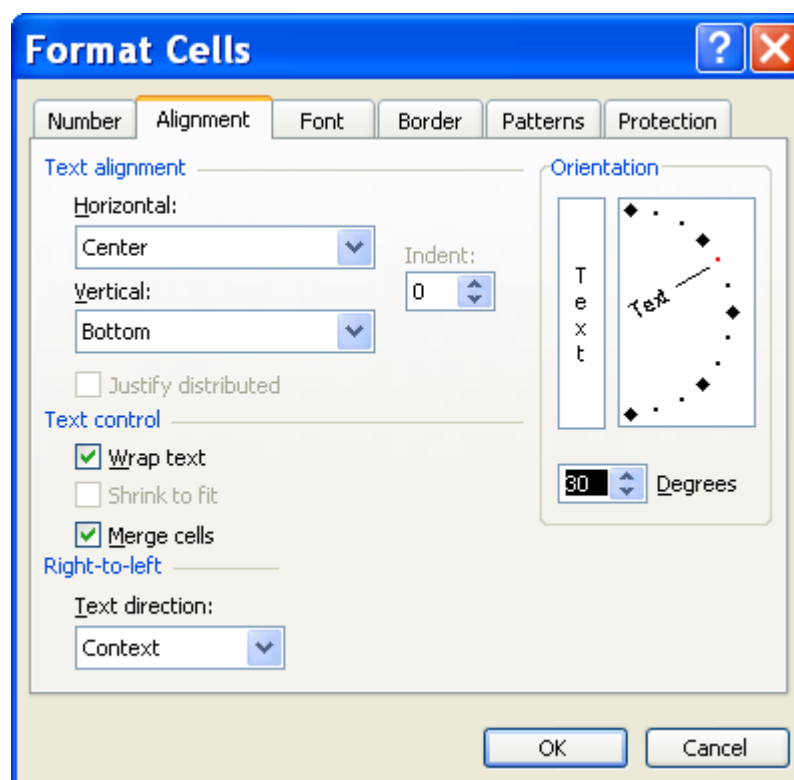 Format Cells
?
Number Alignment Font Border Patterns Protection
Text alignment
Horizontal:
Center
Indent:
0
Vertical:
Bottom
Justify distributed
Text control
Wrap text
Shrink to fit
Merge cells
Right-to-left
Text direction:
Context
Orientation
T
e
x
t
Text
30 Degrees
OK Cancel